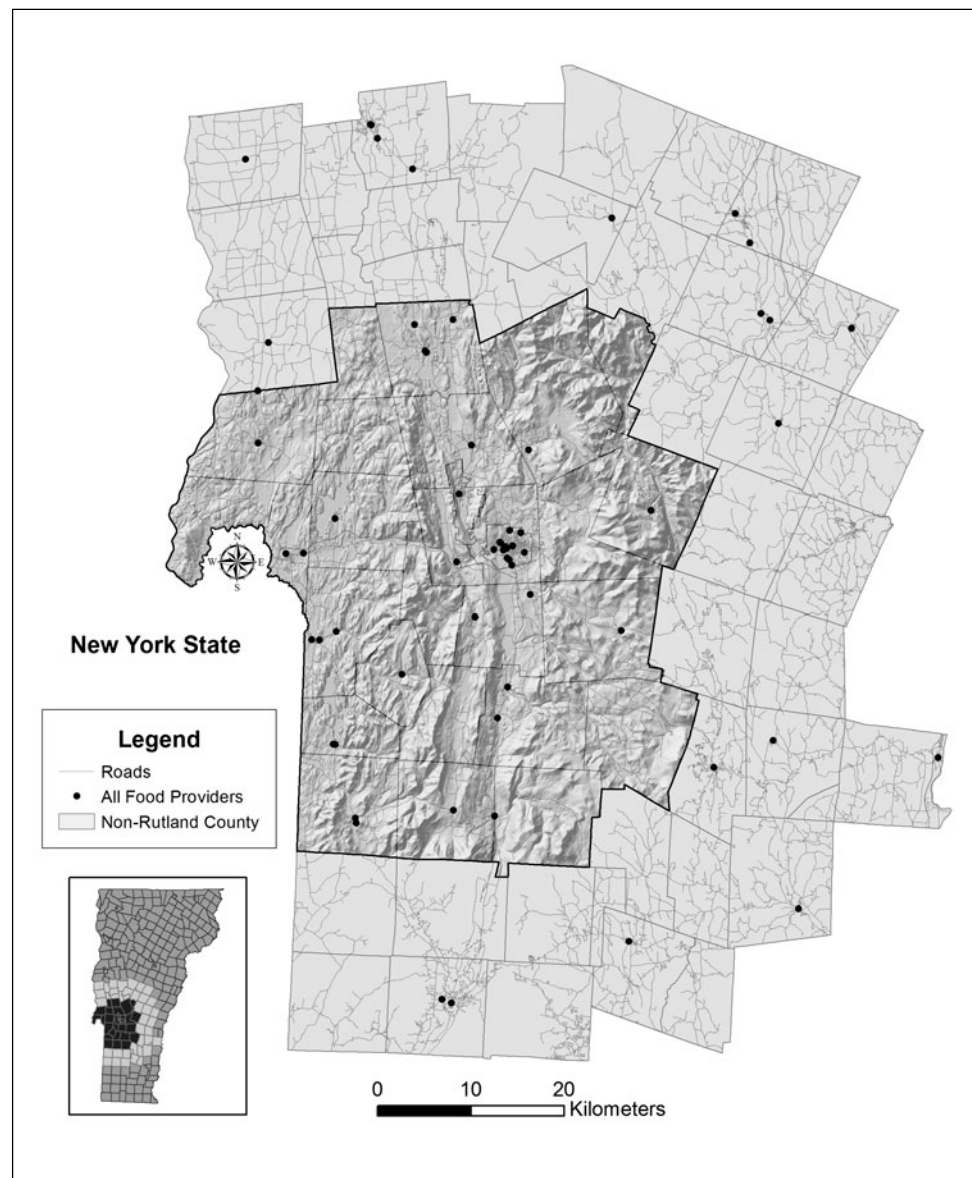 N
W E
S
New York State
Legend
Roads
All Food Providers
Non-Rutland County
0 10 20
Kilometers